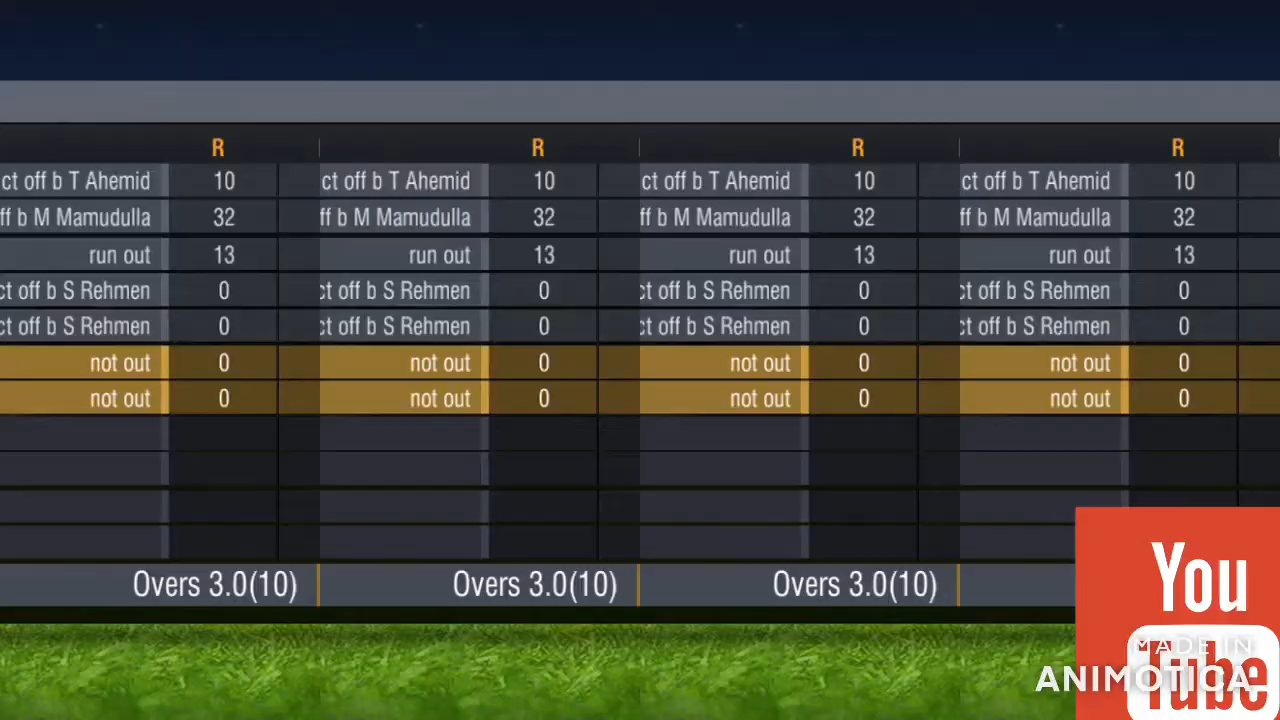 R R R R
ct off b T Ahemid 10 ct off b T Ahemid 10 ct off b T Ahemid 10 ct off b T Ahemid 10
ff b M Mamudulla 32 ff b M Mamudulla 32 ff b M Mamudulla 32 ff b M Mamudulla 32
run out 13 run out 13 run out 13 run out 13
ct off b S Rehmen 0 ct off b S Rehmen 0 ct off b S Rehmen 0 ct off b S Rehmen 0
ct off b S Rehmen 0 ct off b S Rehmen 0 ct off b S Rehmen 0 ct off b S Rehmen 0
not out 0 not out 0 not out 0 not out 0
not out 0 not out 0 not out 0 not out 0
Overs 3.0(10) Overs 3.0(10) Overs 3.0(10)
You
Tube
MADE IN
ANIMOTICA